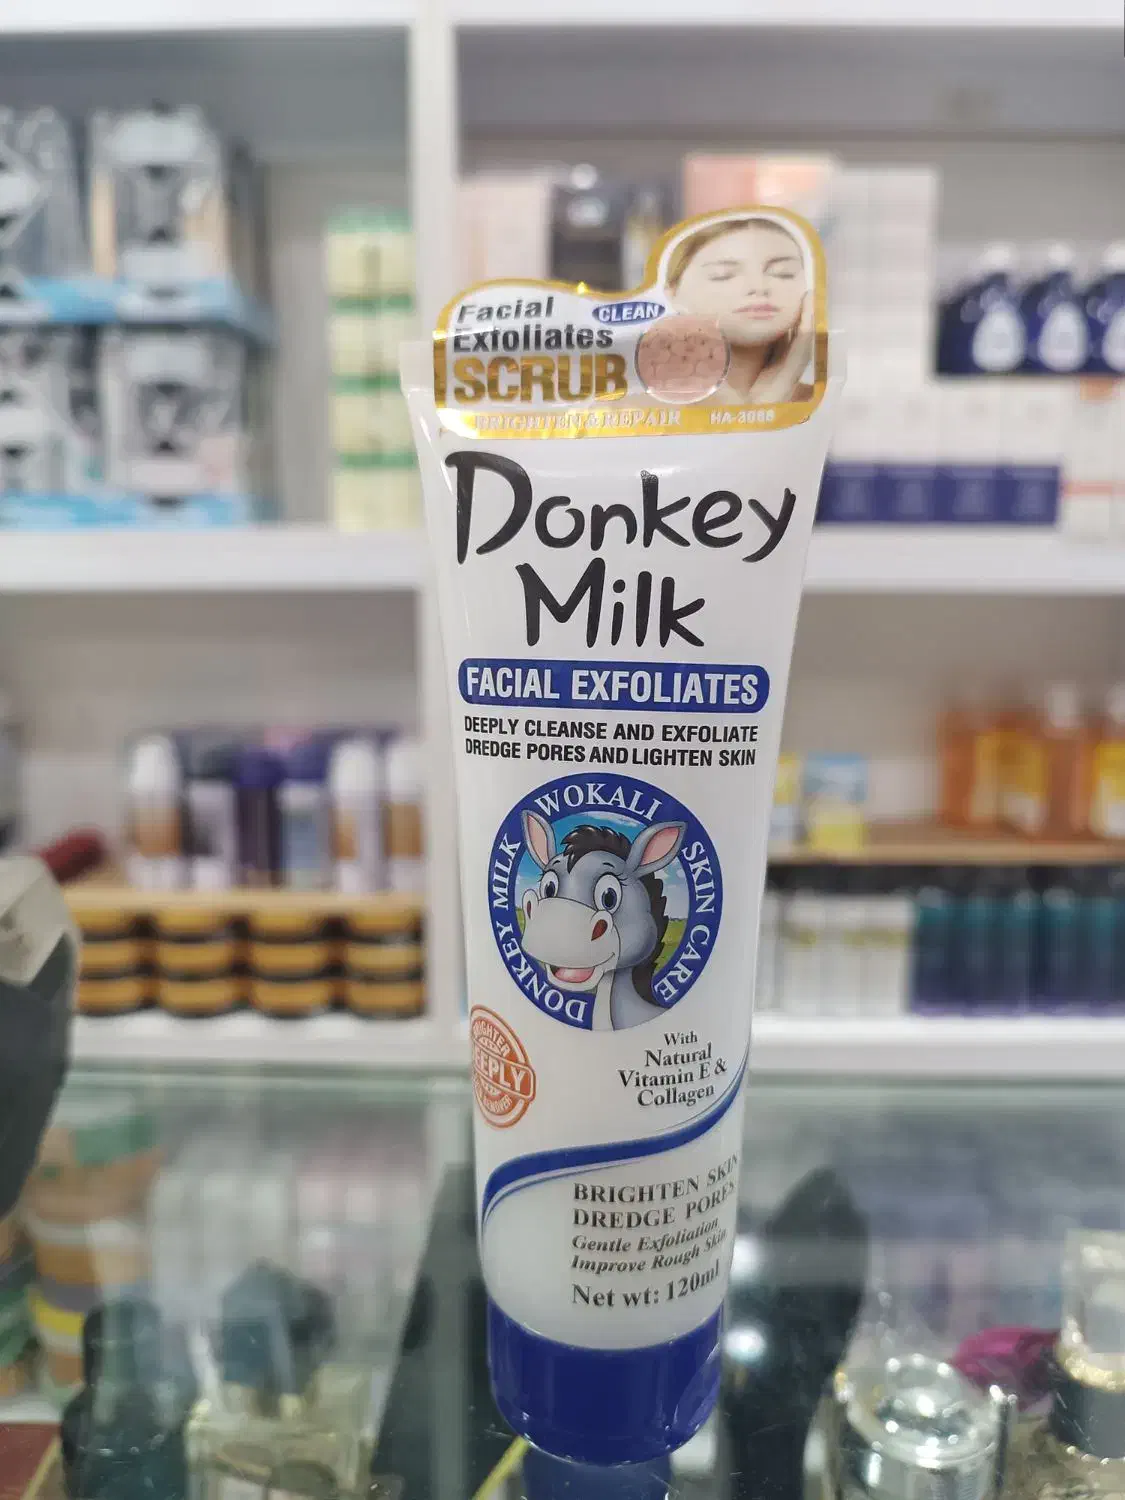 Facial
CLEAN
Exfoliates
SCRUB
BRIGHTEN & REPAIR HA-3088
Donkey
Milk
FACIAL EXFOLIATES
DEEPLY CLEANSE AND EXFOLIATE
DREDGE PORES AND LIGHTEN SKIN
DONKEY MILK WOKALI SKIN CARE
DEEPLY
With
Natural
Vitamin E &
Collagen
BRIGHTEN SKIN
DREDGE PORES
Gentle Exfoliation
Improve Rough Skin
Net wt: 120ml